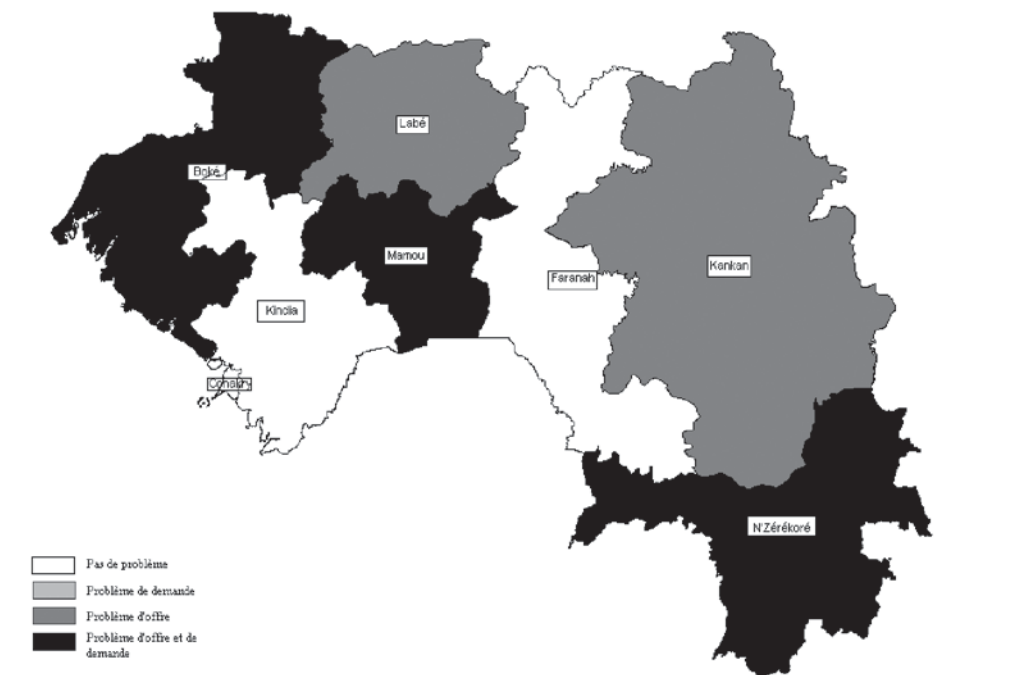 Labé
Boké
Mamou
Kankan
Faranah
Kindia
Conakry
N'Zérékoré
Pas de problème
Problème de demande
Problème d'offre
Problème d'offre et de
demande